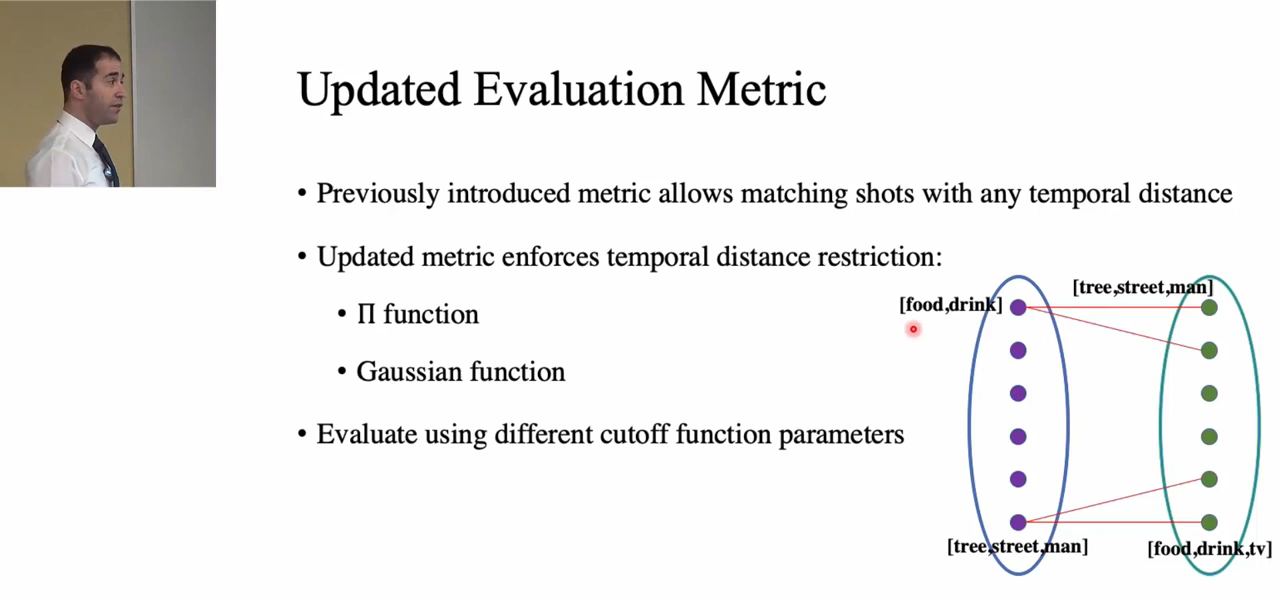 Updated Evaluation Metric
• Previously introduced metric allows matching shots with any temporal distance
• Updated metric enforces temporal distance restriction:
• Π function
• Gaussian function
• Evaluate using different cutoff function parameters
[tree,street,man]
[food,drink]
[tree,street,man]
[food,drink,tv]